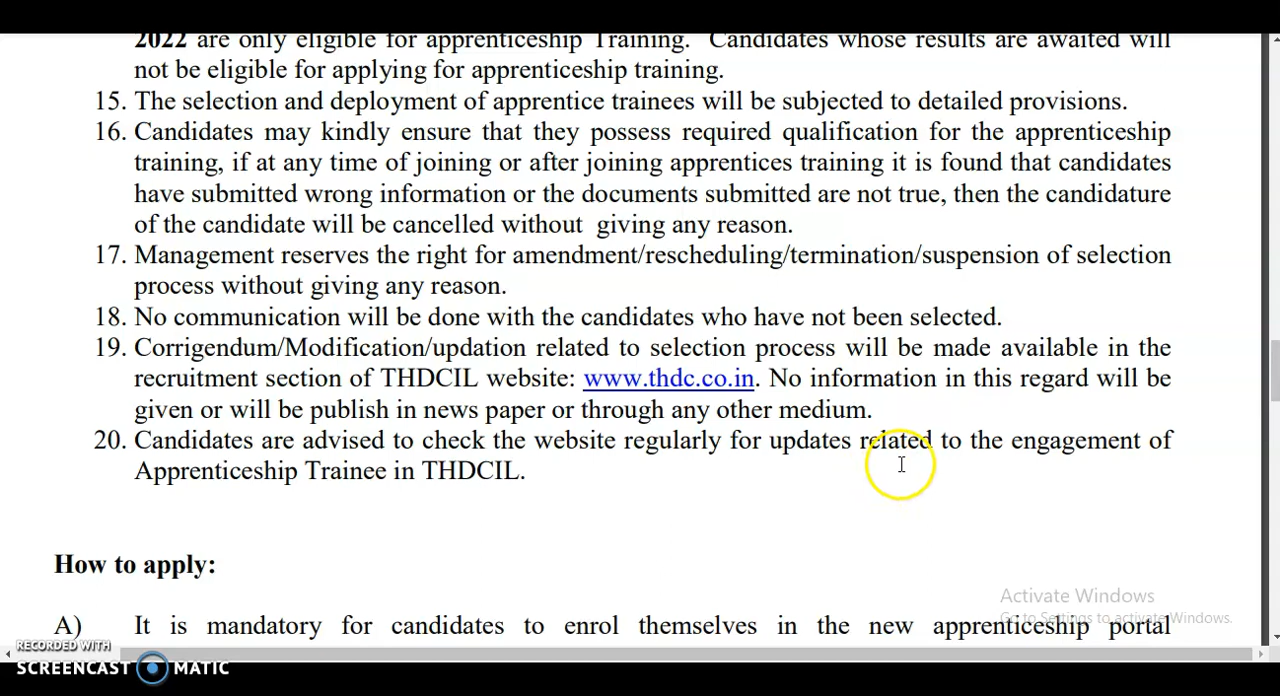 2022 are only eligible for apprenticeship Training. Candidates whose results are awaited will
not be eligible for applying for apprenticeship training.
15. The selection and deployment of apprentice trainees will be subjected to detailed provisions.
16. Candidates may kindly ensure that they possess required qualification for the apprenticeship
training, if at any time of joining or after joining apprentices training it is found that candidates
have submitted wrong information or the documents submitted are not true, then the candidature
of the candidate will be cancelled without giving any reason.
17. Management reserves the right for amendment/rescheduling/termination/suspension of selection
process without giving any reason.
18. No communication will be done with the candidates who have not been selected.
19. Corrigendum/Modification/updation related to selection process will be made available in the
recruitment section of THDCIL website: www.thdc.co.in. No information in this regard will be
given or will be publish in news paper or through any other medium.
20. Candidates are advised to check the website regularly for updates related to the engagement of
Apprenticeship Trainee in THDCIL.
How to apply:
Activate Windows
Go to Settings to activate Windows.
A) It is mandatory for candidates to enrol themselves in the new apprenticeship portal
RECORDED WITH
SCREENCAST MATIC